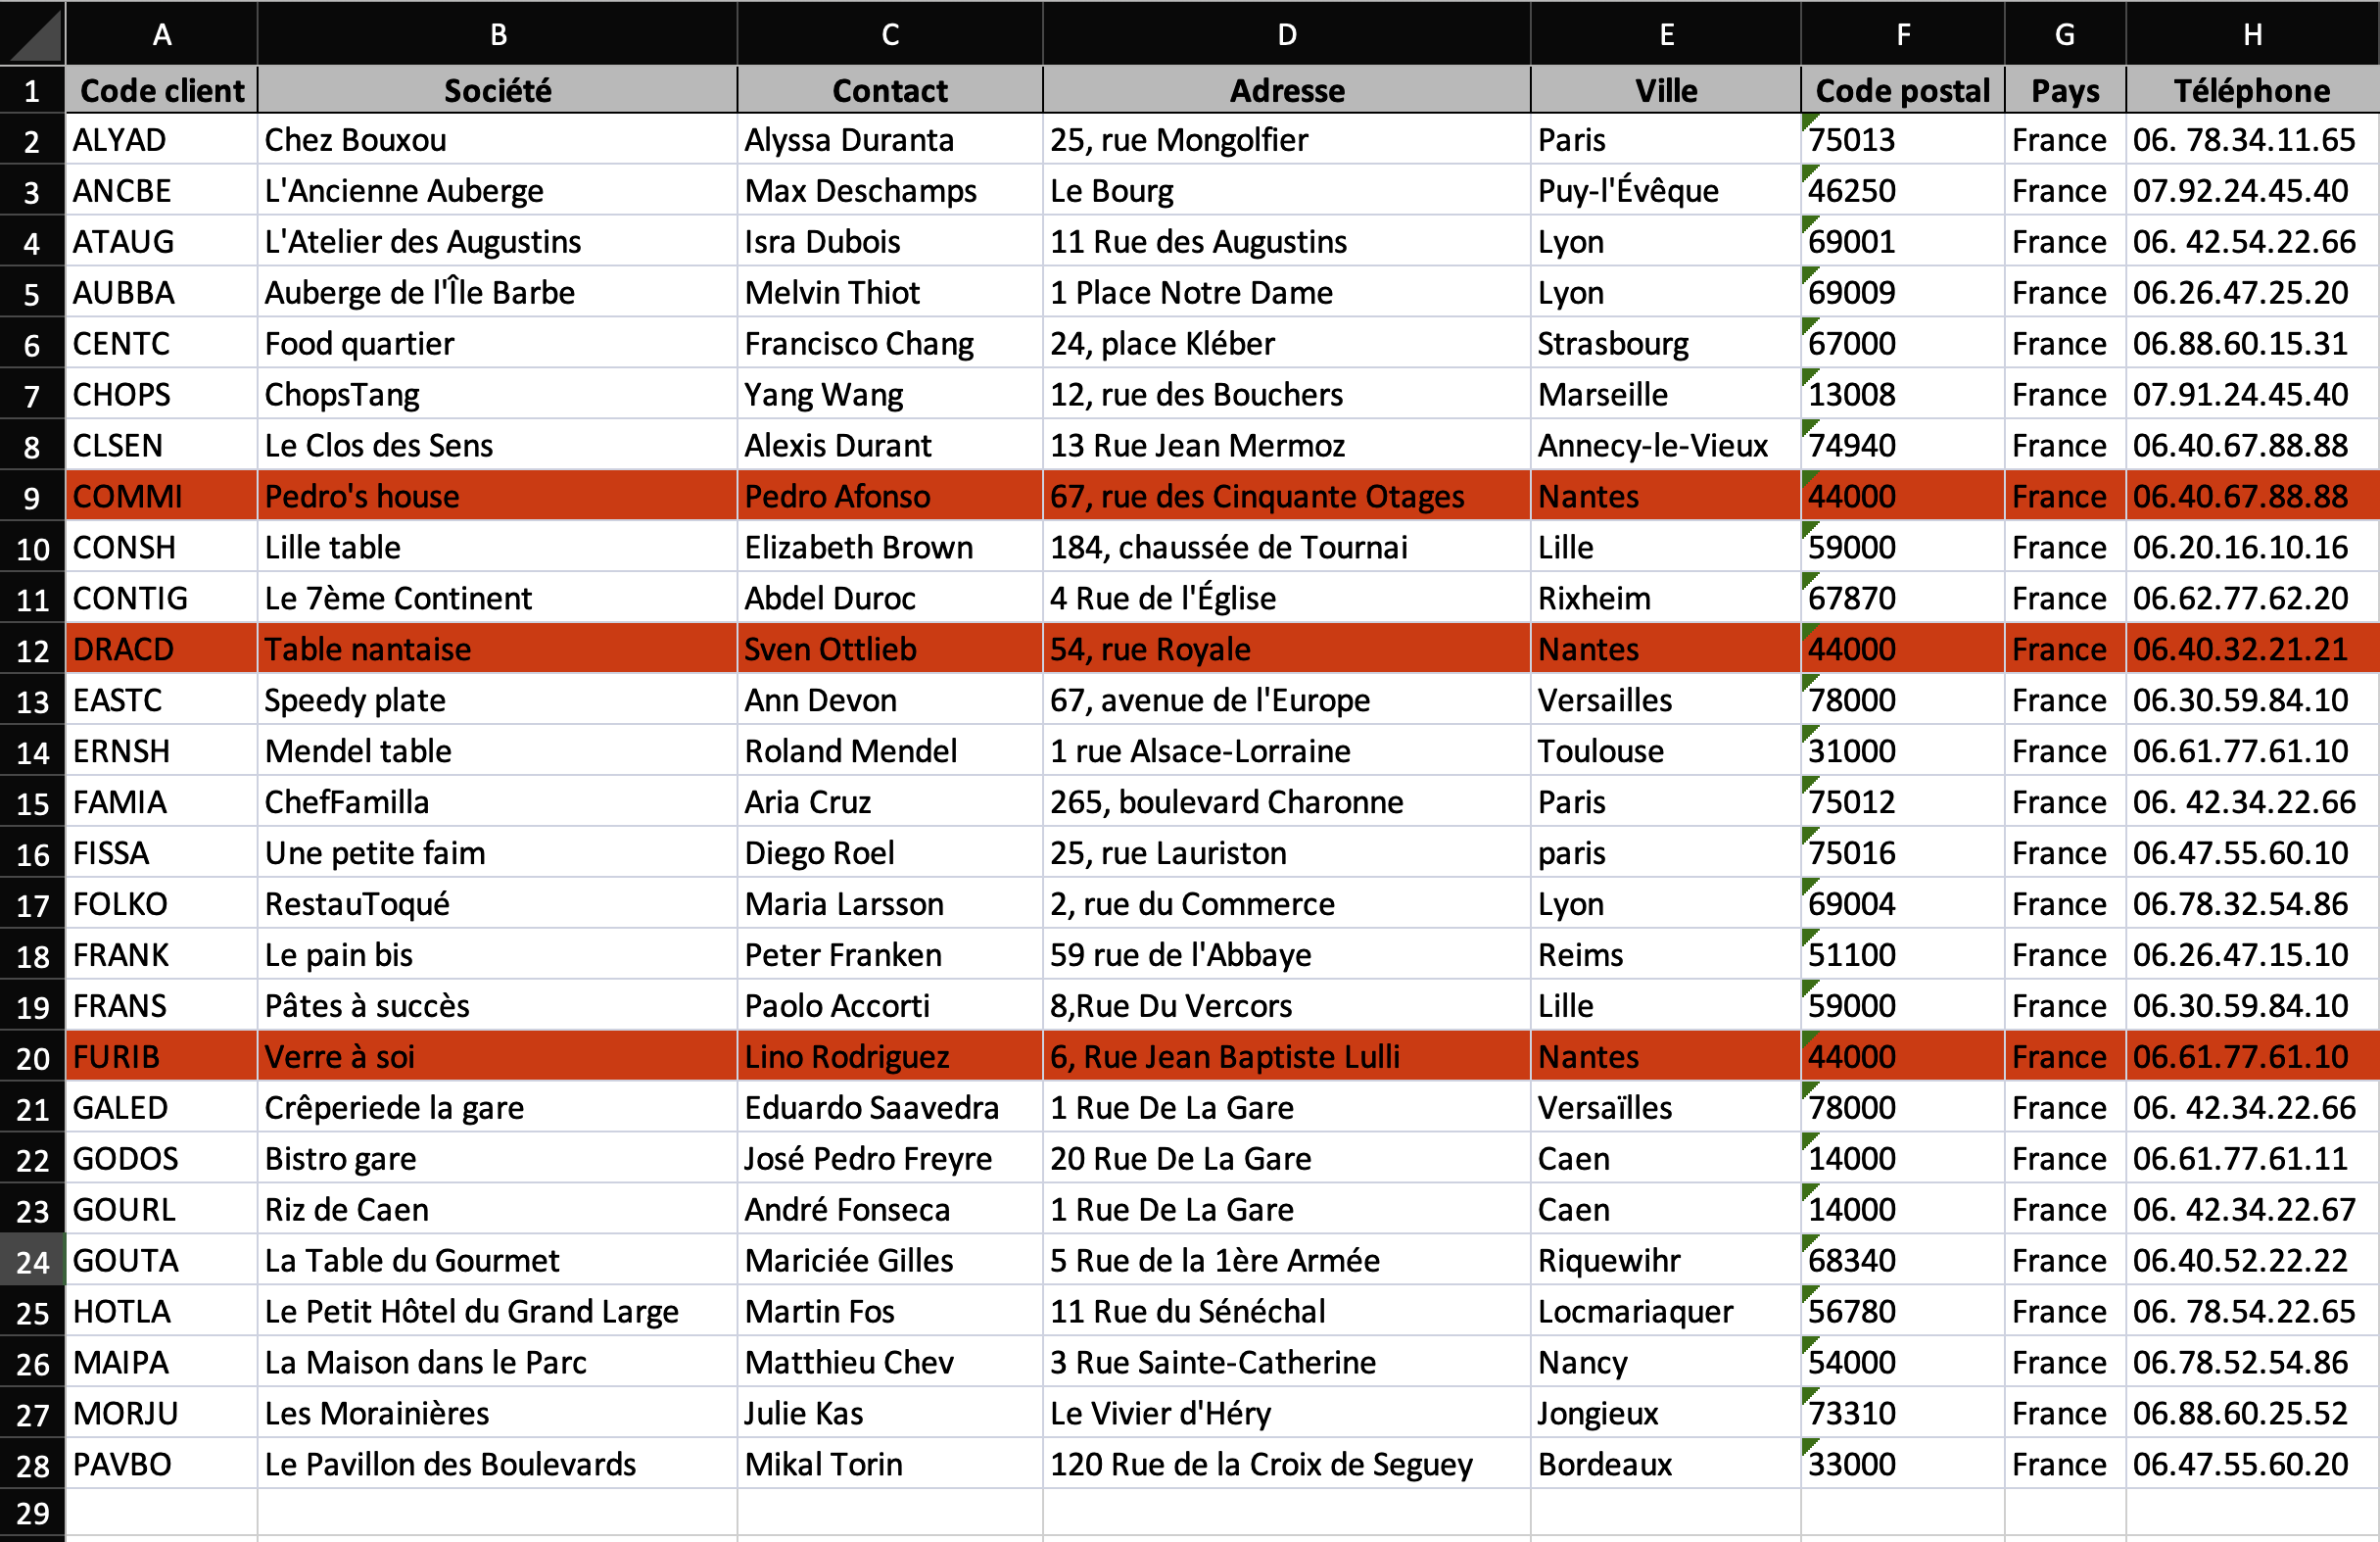 A B C D E F G H
1 Code client Société Contact Adresse Ville Code postal Pays Téléphone
2 ALYAD Chez Bouxou Alyssa Duranta 25, rue Mongolfier Paris 75013 France 06. 78.34.11.65
3 ANCBE L'Ancienne Auberge Max Deschamps Le Bourg Puy-l'Évêque 46250 France 07.92.24.45.40
4 ATAUG L'Atelier des Augustins Isra Dubois 11 Rue des Augustins Lyon 69001 France 06. 42.54.22.66
5 AUBBA Auberge de l'Île Barbe Melvin Thiot 1 Place Notre Dame Lyon 69009 France 06.26.47.25.20
6 CENTC Food quartier Francisco Chang 24, place Kléber Strasbourg 67000 France 06.88.60.15.31
7 CHOPS ChopsTang Yang Wang 12, rue des Bouchers Marseille 13008 France 07.91.24.45.40
8 CLSEN Le Clos des Sens Alexis Durant 13 Rue Jean Mermoz Annecy-le-Vieux 74940 France 06.40.67.88.88
9 COMMI Pedro's house Pedro Afonso 67, rue des Cinquante Otages Nantes 44000 France 06.40.67.88.88
10 CONSH Lille table Elizabeth Brown 184, chaussée de Tournai Lille 59000 France 06.20.16.10.16
11 CONTIG Le 7ème Continent Abdel Duroc 4 Rue de l'Église Rixheim 67870 France 06.62.77.62.20
12 DRACD Table nantaise Sven Ottlieb 54, rue Royale Nantes 44000 France 06.40.32.21.21
13 EASTC Speedy plate Ann Devon 67, avenue de l'Europe Versailles 78000 France 06.30.59.84.10
14 ERNSH Mendel table Roland Mendel 1 rue Alsace-Lorraine Toulouse 31000 France 06.61.77.61.10
15 FAMIA ChefFamilla Aria Cruz 265, boulevard Charonne Paris 75012 France 06. 42.34.22.66
16 FISSA Une petite faim Diego Roel 25, rue Lauriston paris 75016 France 06.47.55.60.10
17 FOLKO RestauToqué Maria Larsson 2, rue du Commerce Lyon 69004 France 06.78.32.54.86
18 FRANK Le pain bis Peter Franken 59 rue de l'Abbaye Reims 51100 France 06.26.47.15.10
19 FRANS Pâtes à succès Paolo Accorti 8,Rue Du Vercors Lille 59000 France 06.30.59.84.10
20 FURIB Verre à soi Lino Rodriguez 6, Rue Jean Baptiste Lulli Nantes 44000 France 06.61.77.61.10
21 GALED Crêperiede la gare Eduardo Saavedra 1 Rue De La Gare Versaïlles 78000 France 06. 42.34.22.66
22 GODOS Bistro gare José Pedro Freyre 20 Rue De La Gare Caen 14000 France 06.61.77.61.11
23 GOURL Riz de Caen André Fonseca 1 Rue De La Gare Caen 14000 France 06. 42.34.22.67
24 GOUTA La Table du Gourmet Mariciée Gilles 5 Rue de la 1ère Armée Riquewihr 68340 France 06.40.52.22.22
25 HOTLA Le Petit Hôtel du Grand Large Martin Fos 11 Rue du Sénéchal Locmariaquer 56780 France 06. 78.54.22.65
26 MAIPA La Maison dans le Parc Matthieu Chev 3 Rue Sainte-Catherine Nancy 54000 France 06.78.52.54.86
27 MORJU Les Morainières Julie Kas Le Vivier d'Héry Jongieux 73310 France 06.88.60.25.52
28 PAVBO Le Pavillon des Boulevards Mikal Torin 120 Rue de la Croix de Seguey Bordeaux 33000 France 06.47.55.60.20
29